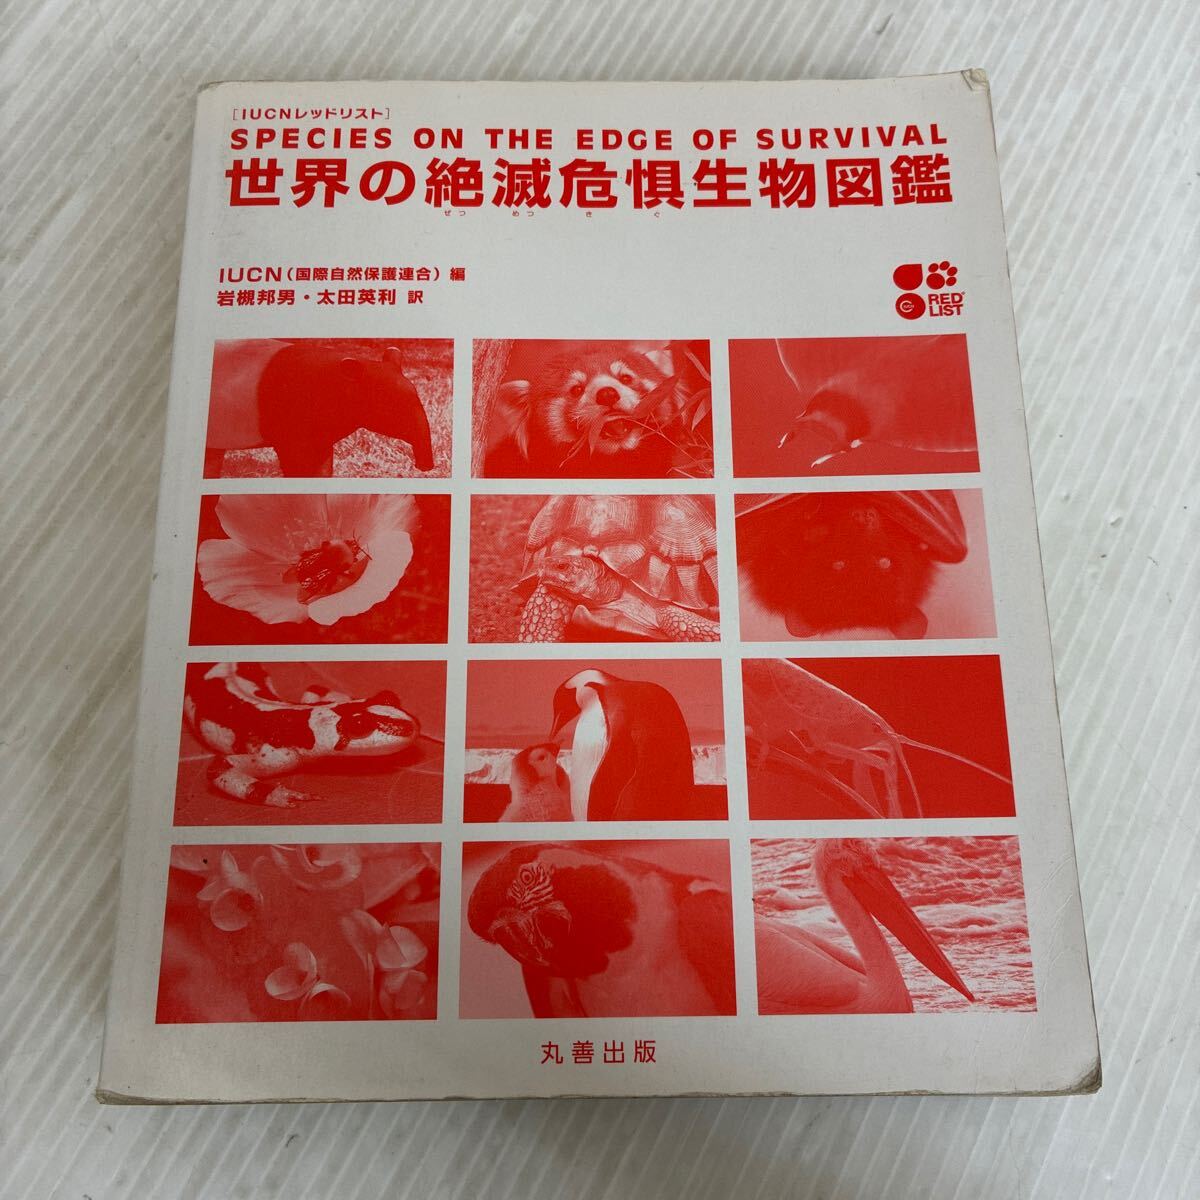 [IUCNレッドリスト]
SPECIES ON THE EDGE OF SURVIVAL
世界の絶滅危惧生物図鑑
ぜつ めつ き ぐ
IUCN(国際自然保護連合) 編
岩槻邦男・太田英利 訳
RED
LIST
丸善出版